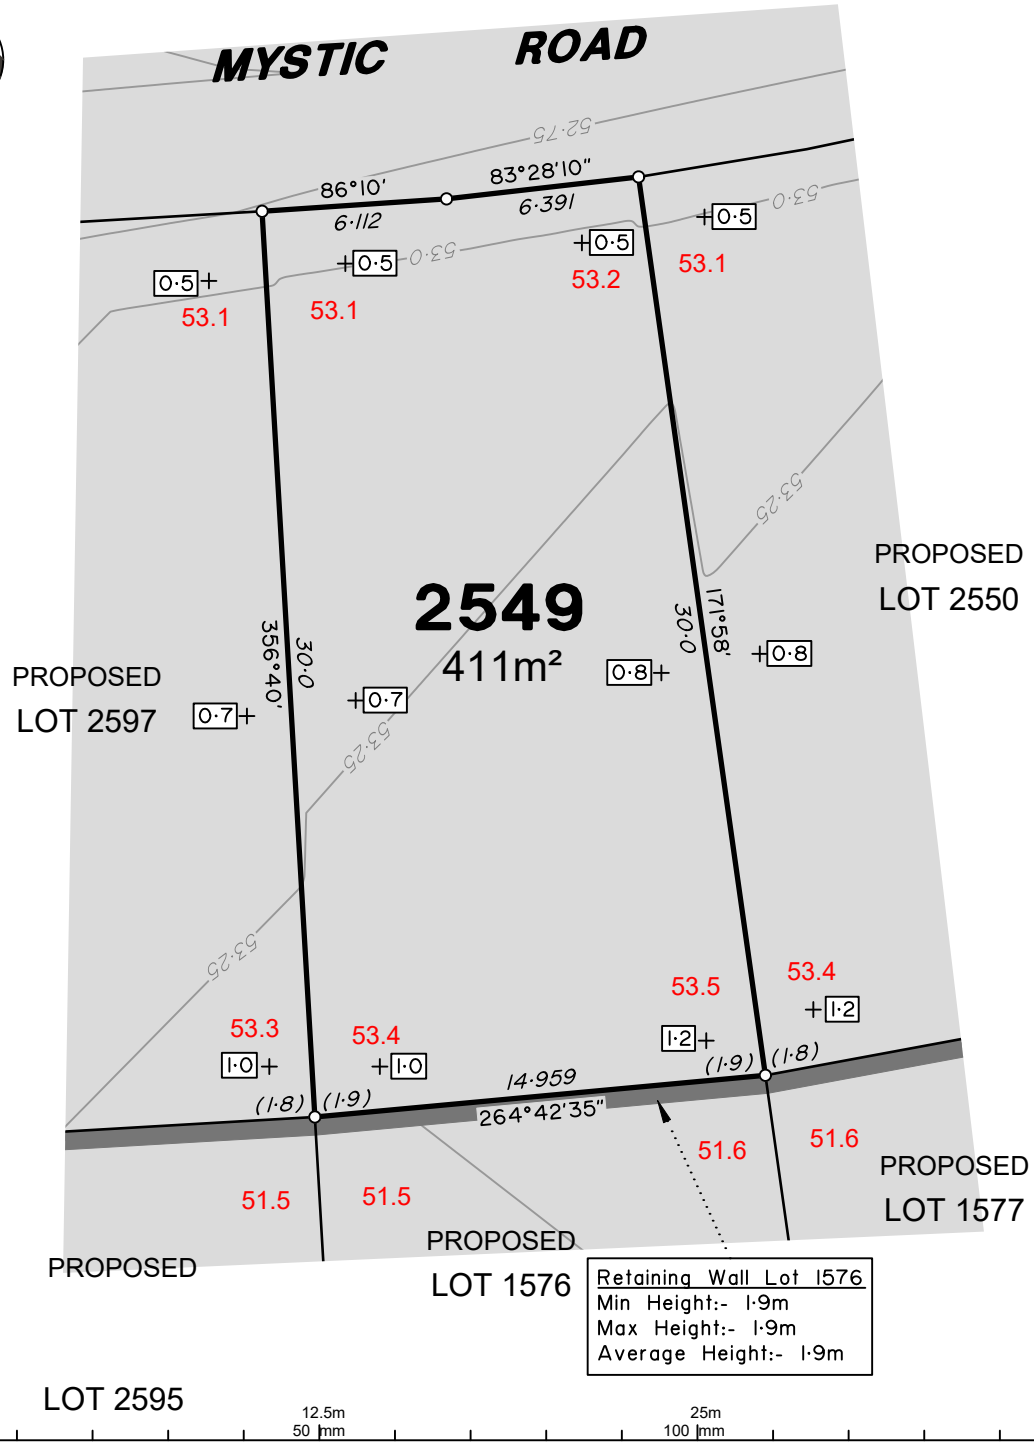 MYSTIC ROAD
52·75
86°10'
83°28'10"
6·112
6·391
53·0
53·0
0·5
0·5
0·5
0·5
53.1
53.1
53.2
53.1
53·25
PROPOSED
LOT 2550
2549
411m²
356°40'
30·0
30·0
171°58'
PROPOSED
LOT 2597
0·7
0·7
0·8
0·8
53·25
53·25
53.3
53.4
53.5
53.4
1·0
1·0
1·2
1·2
(1·8)
(1·9)
14·959
264°42'35"
(1·9)
(1·8)
51.5
51.5
51.6
51.6
PROPOSED
LOT 1577
PROPOSED
LOT 1576
PROPOSED
LOT 2595
Retaining Wall Lot 1576
Min Height:- 1·9m
Max Height:- 1·9m
Average Height:- 1·9m
12.5m
50 mm
25m
100 mm